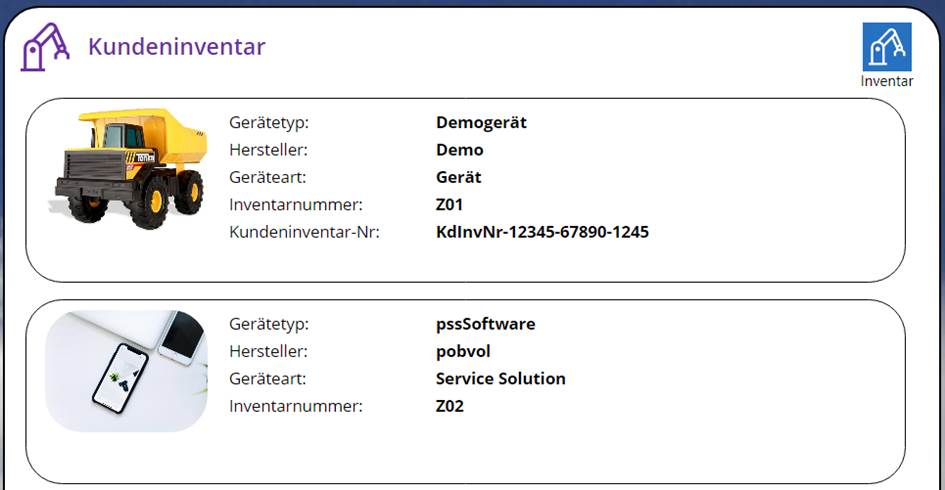 Kundeninventar
Inventar
Gerätetyp: Demogerät
Hersteller: Demo
Geräteart: Gerät
Inventarnummer: Z01
Kundeninventar-Nr: KdInvNr-12345-67890-1245
Tonka
Gerätetyp: pssSoftware
Hersteller: pobvol
Geräteart: Service Solution
Inventarnummer: Z02